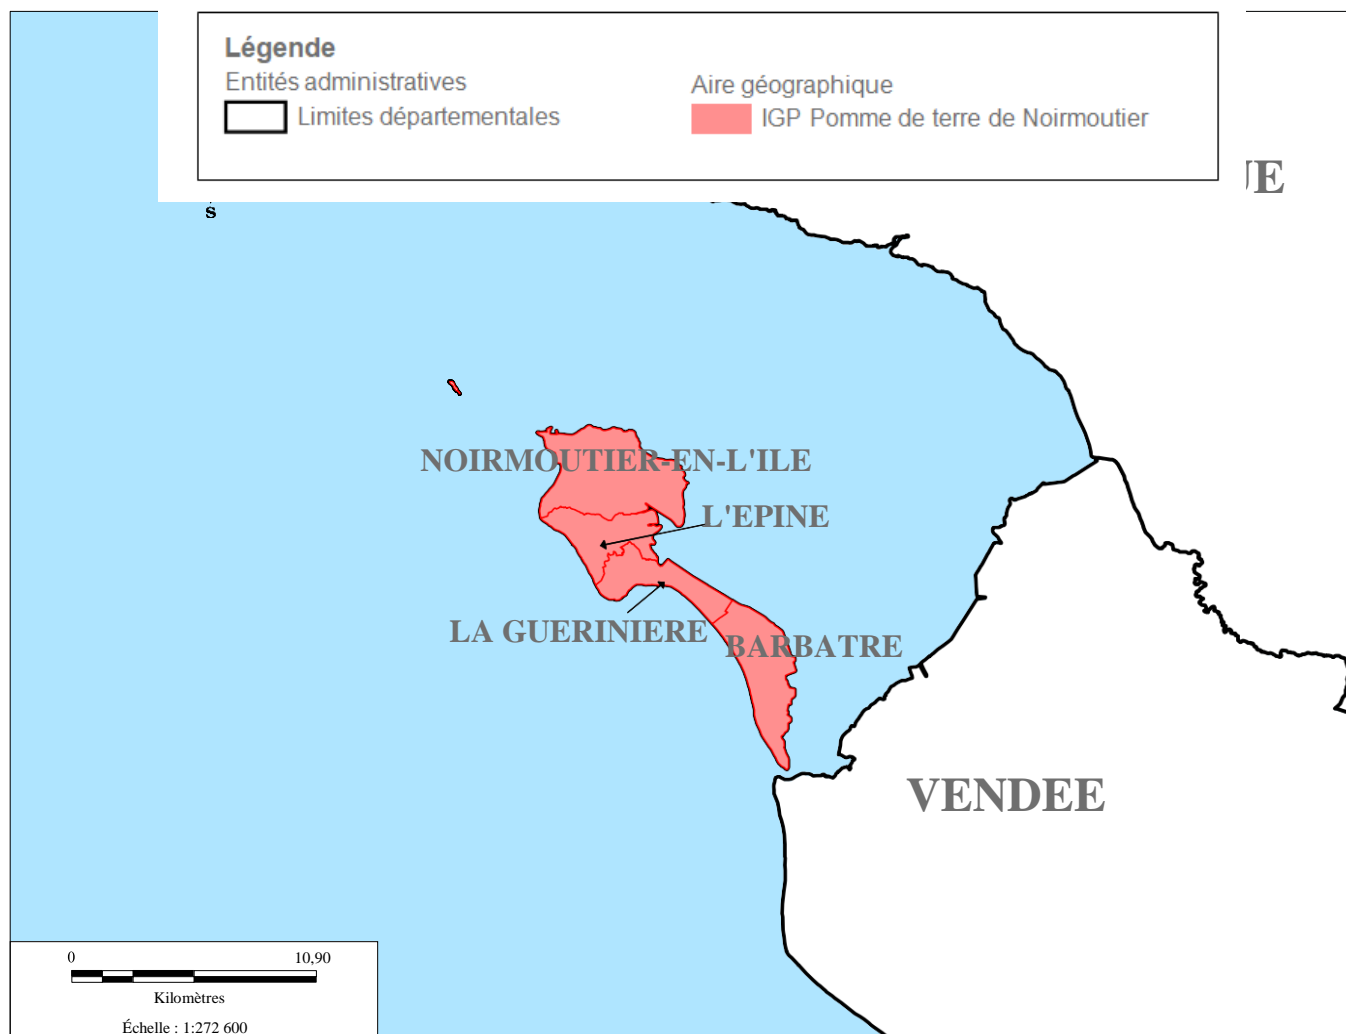 Légende
Entités administratives
Limites départementales
Aire géographique
IGP Pomme de terre de Noirmoutier
s
NOIRMOUTIER-EN-L'ILE
L'EPINE
LA GUERINIERE
BARBATRE
VENDEE
0 10,90
Kilomètres
Échelle : 1:272 600